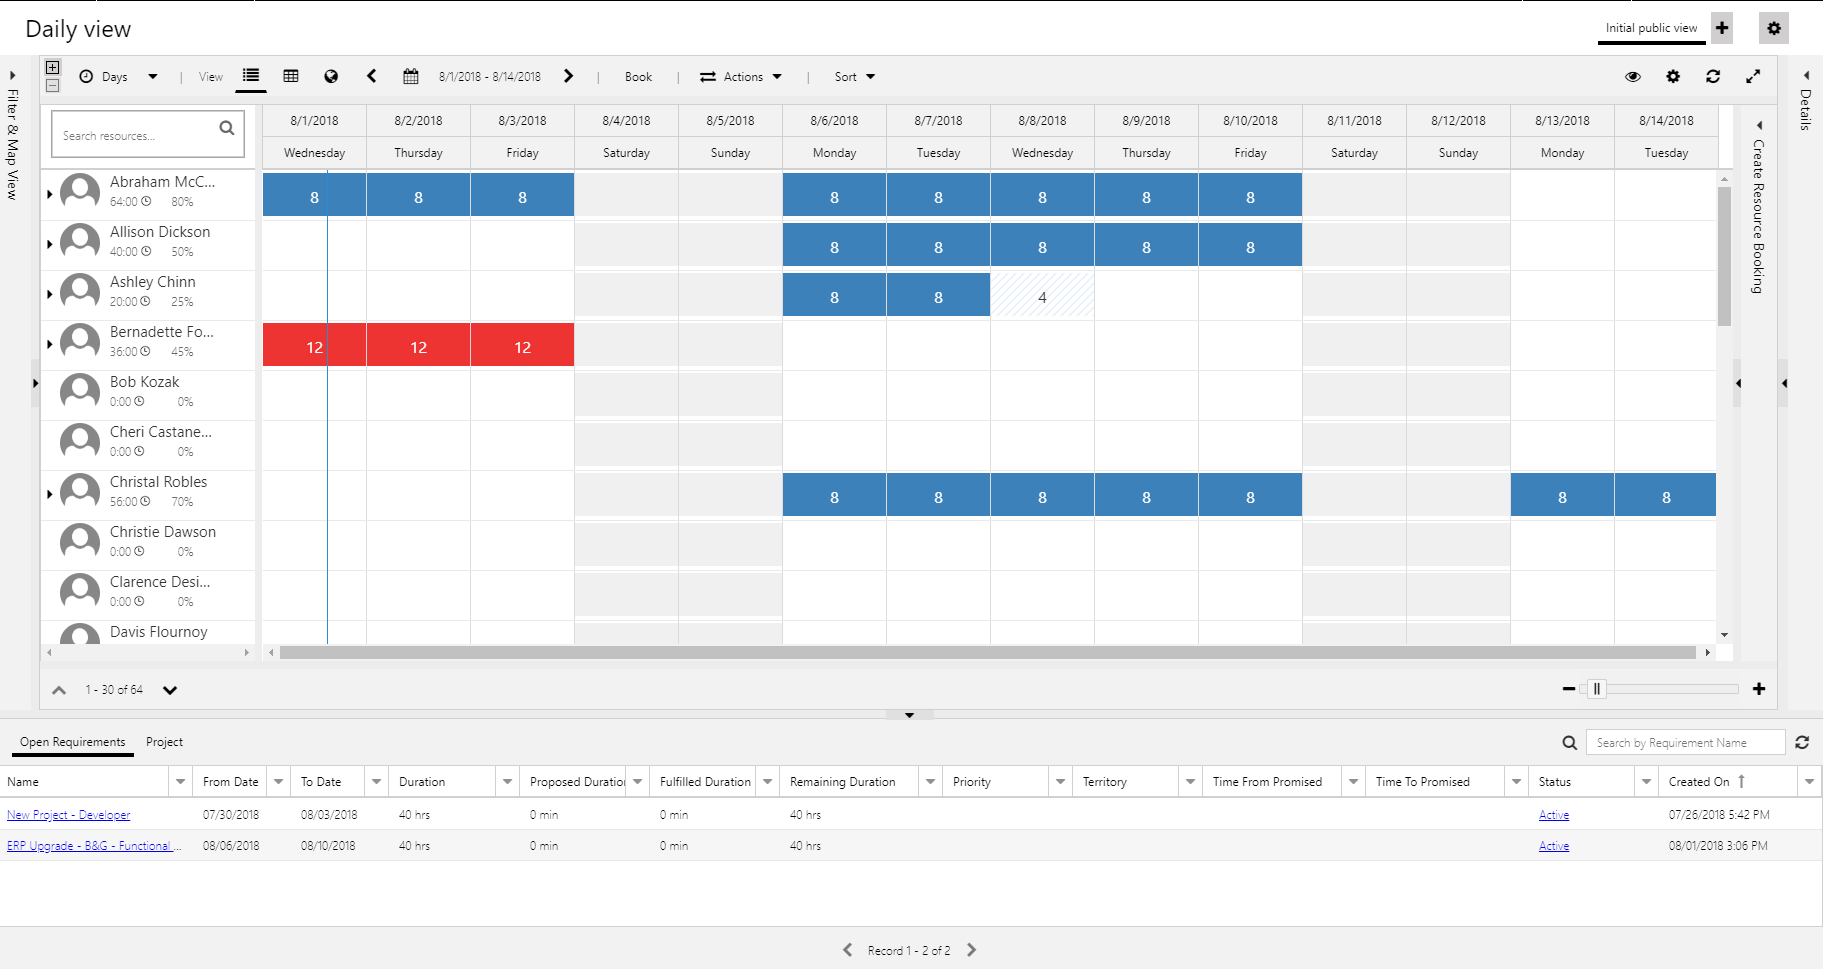 Daily view
Initial public view
Filter & Map View
Days
View
8/1/2018 - 8/14/2018
Book
Actions
Sort
Details
Create Resource Booking
Search resources...
8/1/2018 8/2/2018 8/3/2018 8/4/2018 8/5/2018 8/6/2018 8/7/2018 8/8/2018 8/9/2018 8/10/2018 8/11/2018 8/12/2018 8/13/2018 8/14/2018
Wednesday Thursday Friday Saturday Sunday Monday Tuesday Wednesday Thursday Friday Saturday Sunday Monday Tuesday
Abraham McC...
64:00 80%
8 8 8 8 8 8 8 8
Allison Dickson
40:00 50%
8 8 8 8 8
Ashley Chinn
20:00 25%
8 8 4
Bernadette Fo...
36:00 45%
12 12 12
Bob Kozak
0:00 0%
Cheri Castane...
0:00 0%
Christal Robles
56:00 70%
8 8 8 8 8 8 8
Christie Dawson
0:00 0%
Clarence Desi...
0:00 0%
Davis Flournoy
1 - 30 of 64
Open Requirements Project
Search by Requirement Name
Name From Date To Date Duration Proposed Duration Fulfilled Duration Remaining Duration Priority Territory Time From Promised Time To Promised Status Created On
New Project - Developer 07/30/2018 08/03/2018 40 hrs 0 min 0 min 40 hrs Active 07/26/2018 5:42 PM
ERP Upgrade - B&G - Functional ... 08/06/2018 08/10/2018 40 hrs 0 min 0 min 40 hrs Active 08/01/2018 3:06 PM
Record 1 - 2 of 2